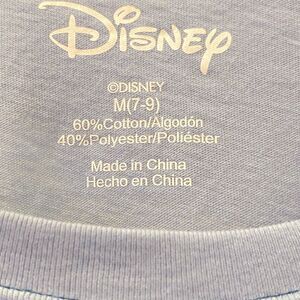 Disney
©DISNEY
M(7-9)
60%Cotton/Algodón
40%Polyester/Poliéster
Made in China
Hecho en China